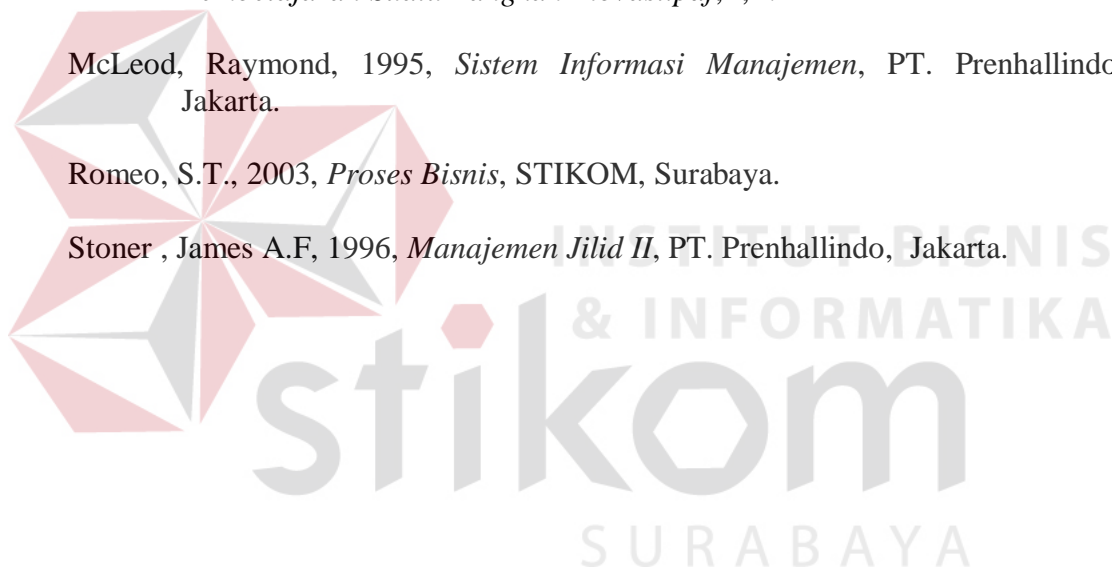 McLeod, Raymond, 1995, Sistem Informasi Manajemen, PT. Prenhallindo
Jakarta.
Romeo, S.T., 2003, Proses Bisnis, STIKOM, Surabaya.
Stoner , James A.F, 1996, Manajemen Jilid II, PT. Prenhallindo, Jakarta.
INSTITUT BISNIS
& INFORMATIKA
stikom
SURABAYA